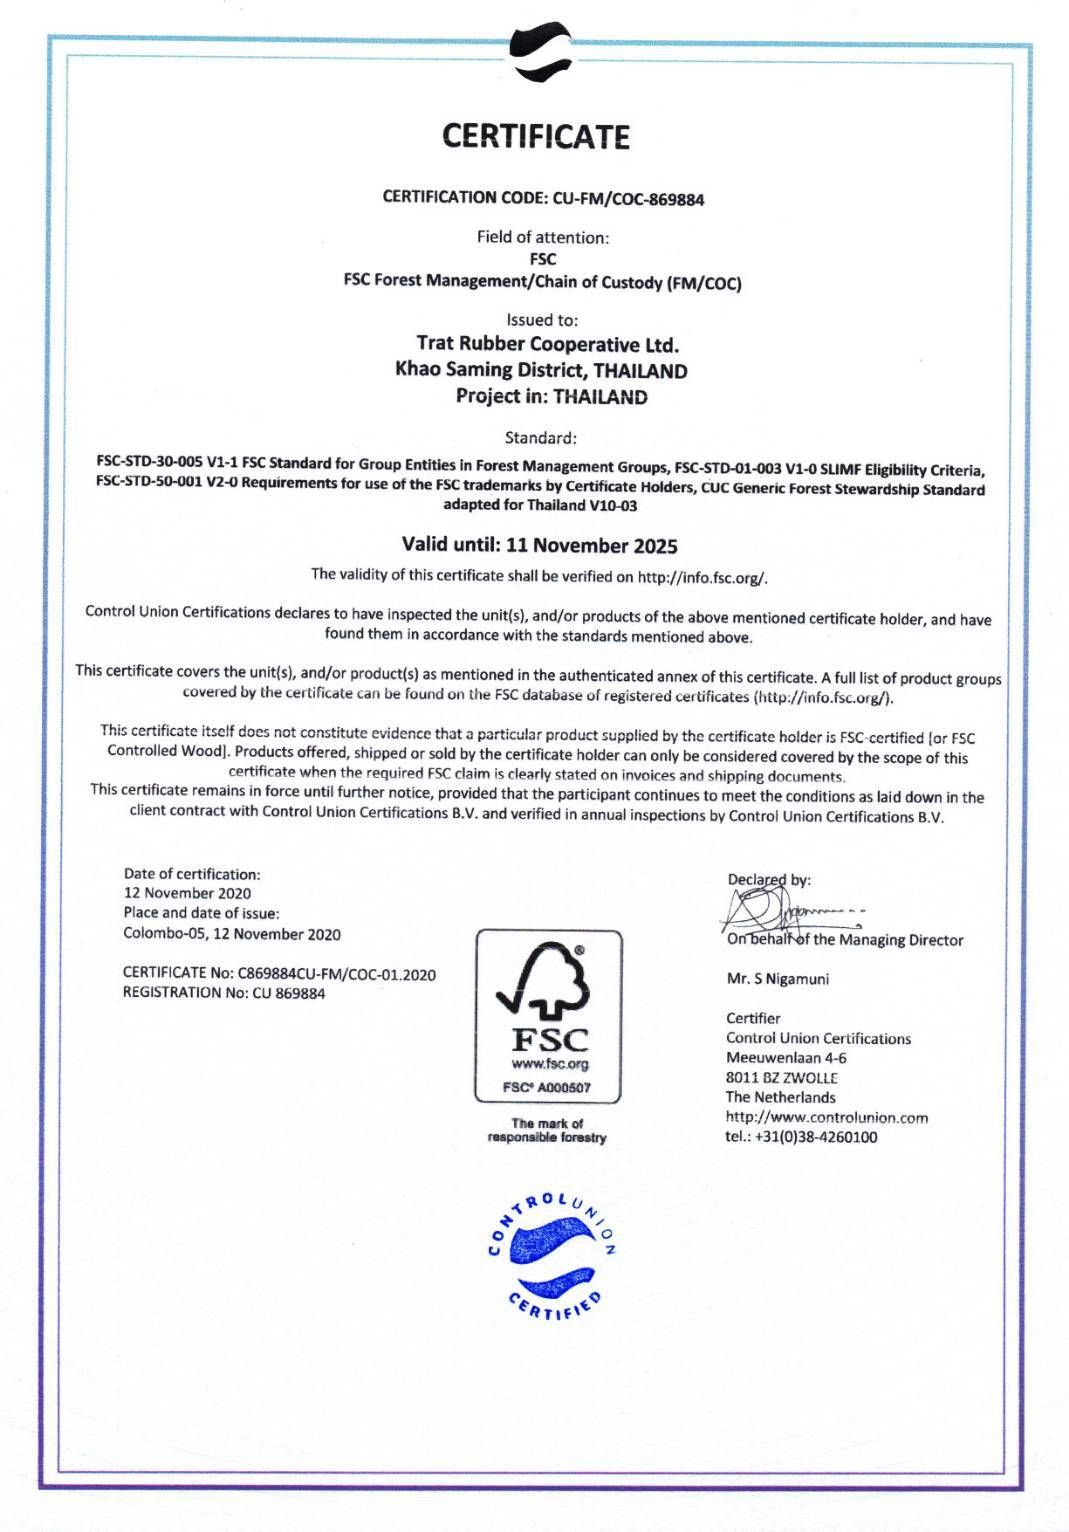 CERTIFICATE
CERTIFICATION CODE: CU-FM/COC-869884
Field of attention:
FSC
FSC Forest Management/Chain of Custody (FM/COC)
Issued to:
Trat Rubber Cooperative Ltd.
Khao Saming District, THAILAND
Project in: THAILAND
Standard:
FSC-STD-30-005 V1-1 FSC Standard for Group Entities in Forest Management Groups, FSC-STD-01-003 V1-0 SLIMF Eligibility Criteria,
FSC-STD-50-001 V2-0 Requirements for use of the FSC trademarks by Certificate Holders, CUC Generic Forest Stewardship Standard
adapted for Thailand V10-03
Valid until: 11 November 2025
The validity of this certificate shall be verified on http://info.fsc.org/.
Control Union Certifications declares to have inspected the unit(s), and/or products of the above mentioned certificate holder, and have
found them in accordance with the standards mentioned above.
This certificate covers the unit(s), and/or product(s) as mentioned in the authenticated annex of this certificate. A full list of product groups
covered by the certificate can be found on the FSC database of registered certificates (http://info.fsc.org/).
This certificate itself does not constitute evidence that a particular product supplied by the certificate holder is FSC-certified [or FSC
Controlled Wood]. Products offered, shipped or sold by the certificate holder can only be considered covered by the scope of this
certificate when the required FSC claim is clearly stated on invoices and shipping documents.
This certificate remains in force until further notice, provided that the participant continues to meet the conditions as laid down in the
client contract with Control Union Certifications B.V. and verified in annual inspections by Control Union Certifications B.V.
Date of certification:
12 November 2020
Place and date of issue:
Colombo-05, 12 November 2020
CERTIFICATE No: C869884CU-FM/COC-01.2020
REGISTRATION No: CU 869884
®
FSC
www.fsc.org
FSC® A000507
The mark of
responsible forestry
Declared by:
On behalf of the Managing Director
Mr. S Nigamuni
Certifier
Control Union Certifications
Meeuwenlaan 4-6
8011 BZ ZWOLLE
The Netherlands
http://www.controlunion.com
tel.: +31(0)38-4260100
CONTROLUNION
CERTIFIED